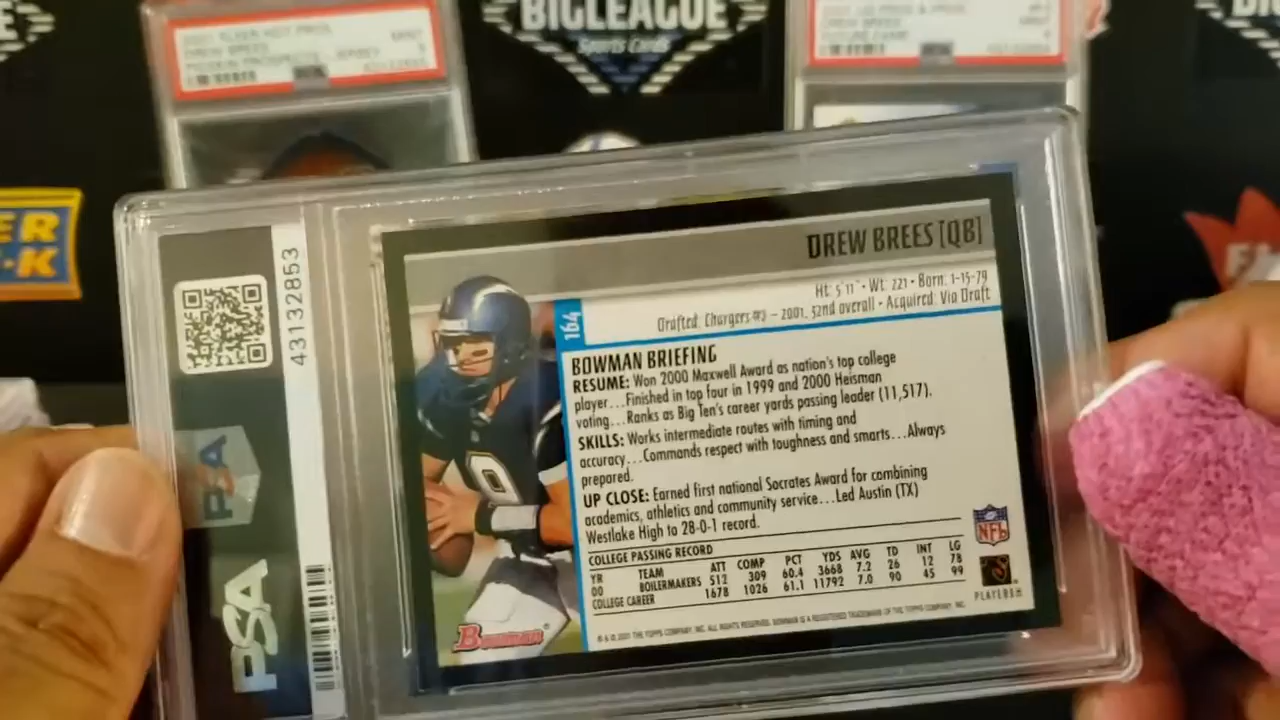 BIGLEAGUE
Sports Cards
DREW BREES
MINT
9
DREW BREES
MINT
9
ER
K
43132853
PSA
PSA
DREW BREES [QB]
Ht: 5'11" • Wt: 221 • Born: 1-15-79
Drafted: Chargers #2 – 2001, 32nd overall • Acquired: Via Draft
164
BOWMAN BRIEFING
RESUME: Won 2000 Maxwell Award as nation's top college
player...Finished in top four in 1999 and 2000 Heisman
voting...Ranks as Big Ten's career yards passing leader (11,517).
SKILLS: Works intermediate routes with timing and
accuracy...Commands respect with toughness and smarts...Always
prepared.
UP CLOSE: Earned first national Socrates Award for combining
academics, athletics and community service...Led Austin (TX)
Westlake High to 28-0-1 record.
COLLEGE PASSING RECORD
YR TEAM ATT COMP PCT YDS AVG TD INT LG
00 BOILERMAKERS 512 309 60.4 3668 7.2 26 12 78
COLLEGE CAREER 1678 1026 61.1 11792 7.0 90 45 99
NFL
PLAYERS
Bowman
® & © 2001 THE TOPPS COMPANY, INC. ALL RIGHTS RESERVED. BOWMAN IS A REGISTERED TRADEMARK OF THE TOPPS COMPANY, INC.